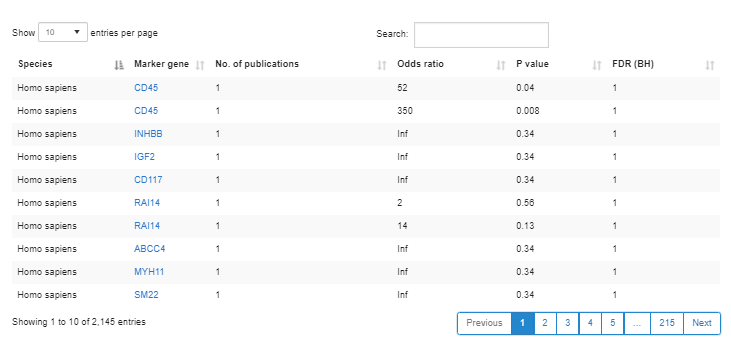 Show 10 entries per page Search:
Species Marker gene No. of publications Odds ratio P value FDR (BH)
Homo sapiens CD45 1 52 0.04 1
Homo sapiens CD45 1 350 0.008 1
Homo sapiens INHBB 1 Inf 0.34 1
Homo sapiens IGF2 1 Inf 0.34 1
Homo sapiens CD117 1 Inf 0.34 1
Homo sapiens RAI14 1 2 0.56 1
Homo sapiens RAI14 1 14 0.13 1
Homo sapiens ABCC4 1 Inf 0.34 1
Homo sapiens MYH11 1 Inf 0.34 1
Homo sapiens SM22 1 Inf 0.34 1
Showing 1 to 10 of 2,145 entries Previous 1 2 3 4 5 ... 215 Next